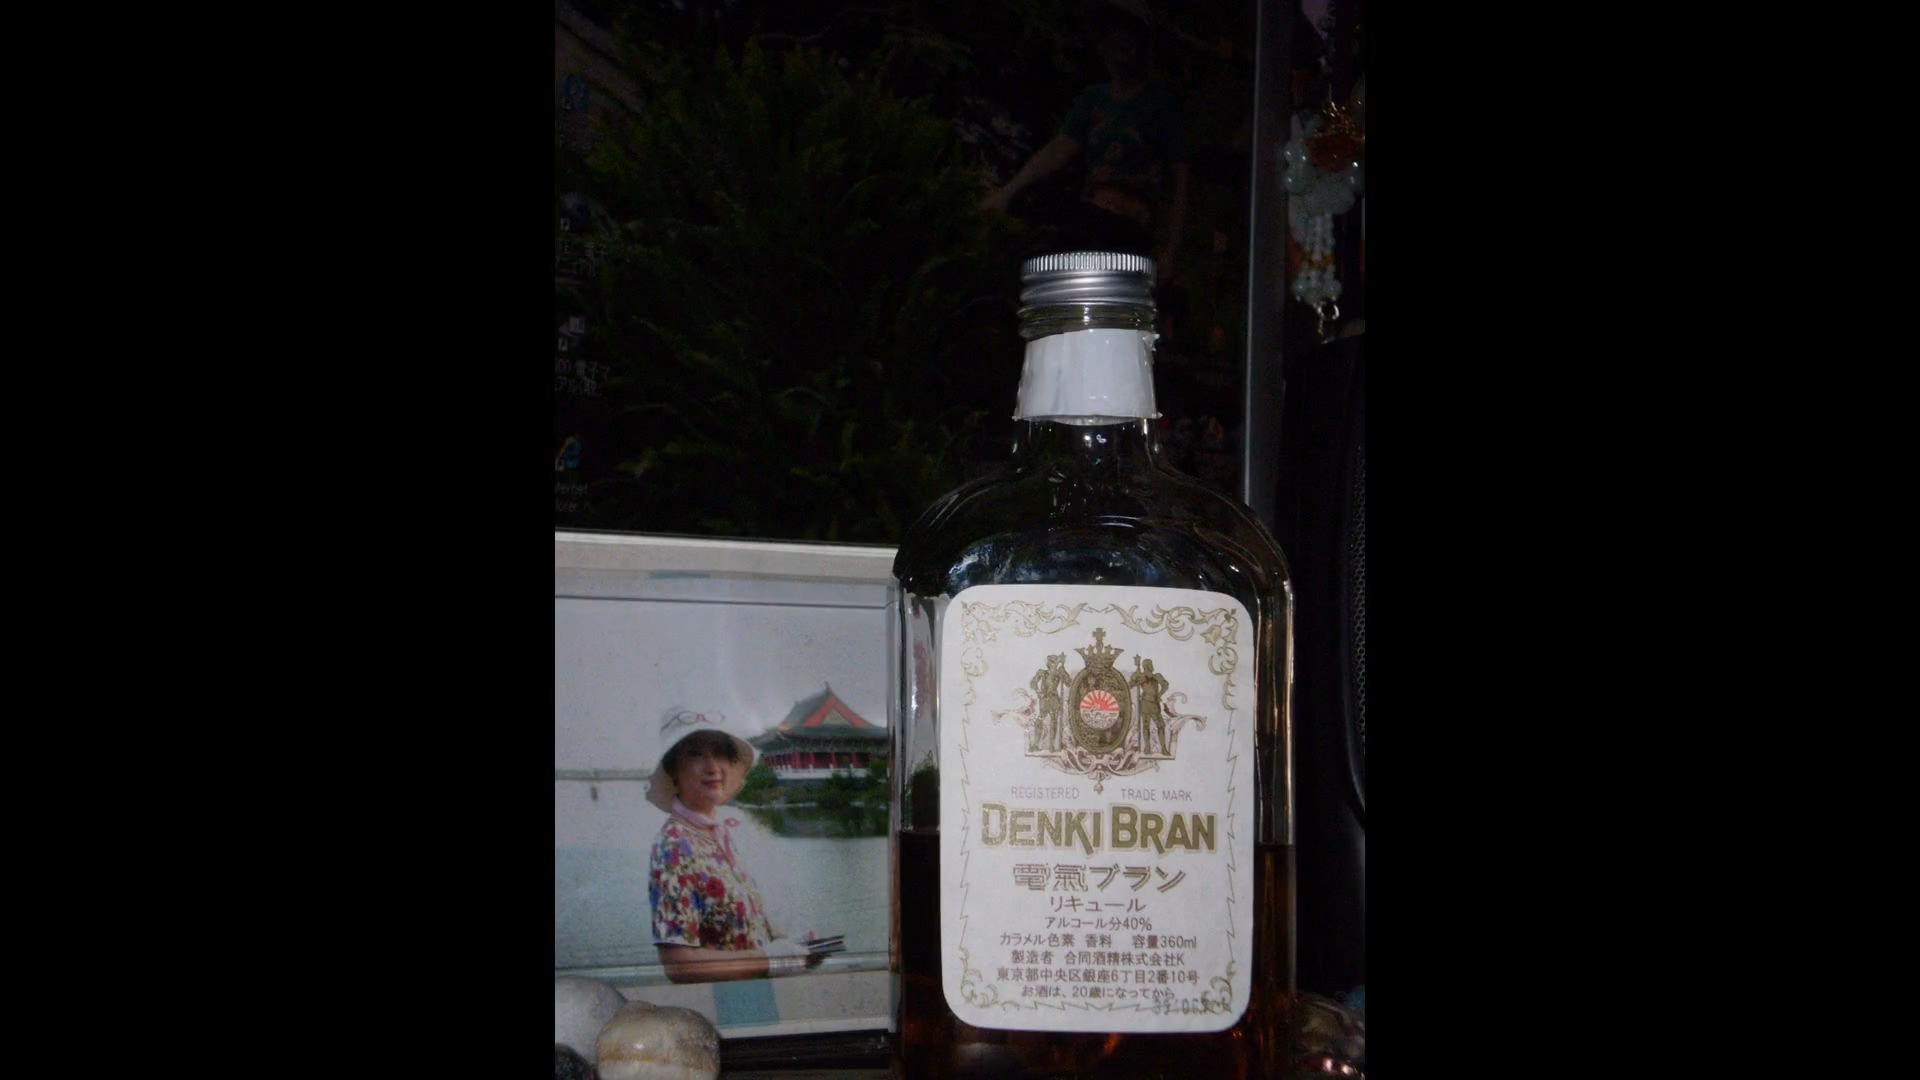 REGISTERED TRADE MARK
DENKI BRAN
電氣ブラン
リキュール
アルコール分40%
カラメル色素 香料 容量360ml
製造者 合同酒精株式会社K
東京都中央区銀座6丁目2番10号
お酒は、20歳になってから